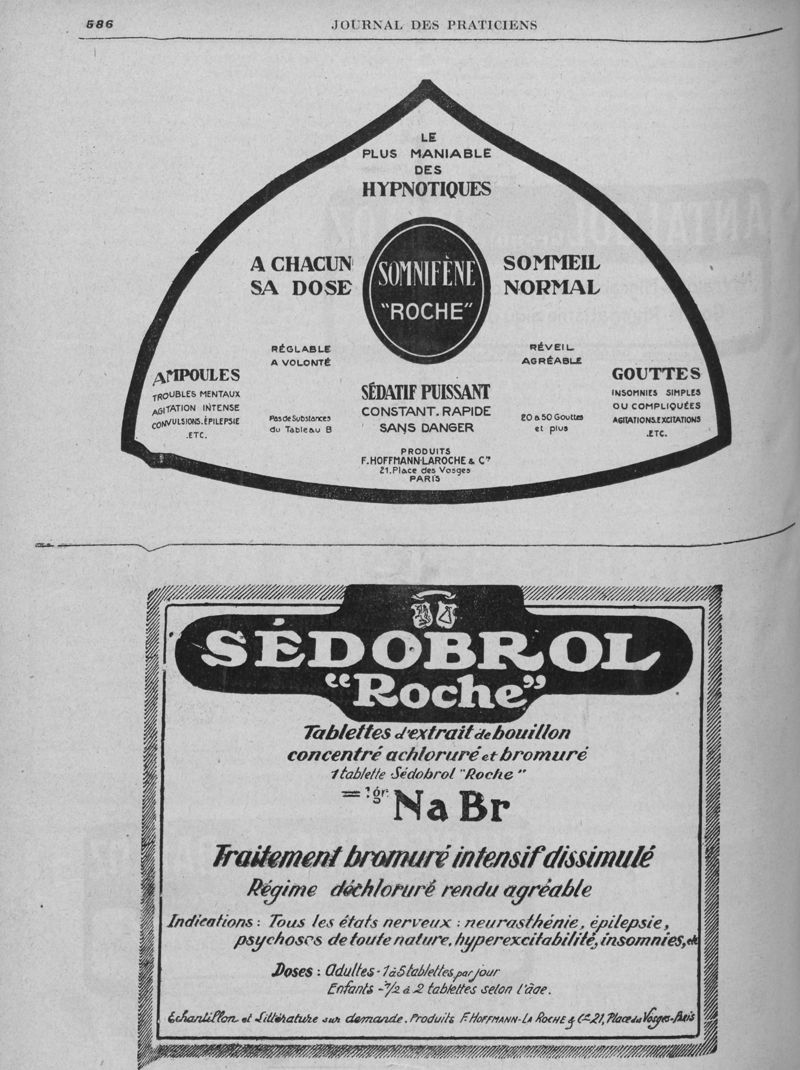 586
JOURNAL DES PRATICIENS
LE
PLUS MANIABLE
DES
HYPNOTIQUES
A CHACUN
SA DOSE
SOMNIFÈNE
"ROCHE"
SOMMEIL
NORMAL
RÉGLABLE
A VOLONTÉ
RÉVEIL
AGRÉABLE
AMPOULES
TROUBLES MENTAUX
AGITATION INTENSE
CONVULSIONS.ÉPILEPSIE
.ETC.
Pas de Substances
du Tableau B
SÉDATIF PUISSANT
CONSTANT. RAPIDE
SANS DANGER
20 à 50 Gouttes
et plus
GOUTTES
INSOMNIES SIMPLES
OU COMPLIQUÉES
AGITATIONS.EXCITATIONS
.ETC.
PRODUITS
F.HOFFMANN-LAROCHE & Cᵉ
21.Place des Vosges
PARIS
SÉDOBROL
"Roche"
Tablettes d'extrait de bouillon
concentré achloruré et bromuré
1 tablette Sédobrol "Roche"
= 1gr. Na Br
Traitement bromuré intensif dissimulé
Régime déchloruré rendu agréable
Indications : Tous les états nerveux : neurasthénie, épilepsie,
psychoses de toute nature, hyperexcitabilité, insomnies, etc
Doses : Adultes - 1 à 5 tablettes par jour
Enfants - ½ à 2 tablettes selon l'âge.
Echantillon et Littérature sur demande. Produits F. HOFFMANN-LA ROCHE & Cᵉ 21, Place des Vosges-Paris